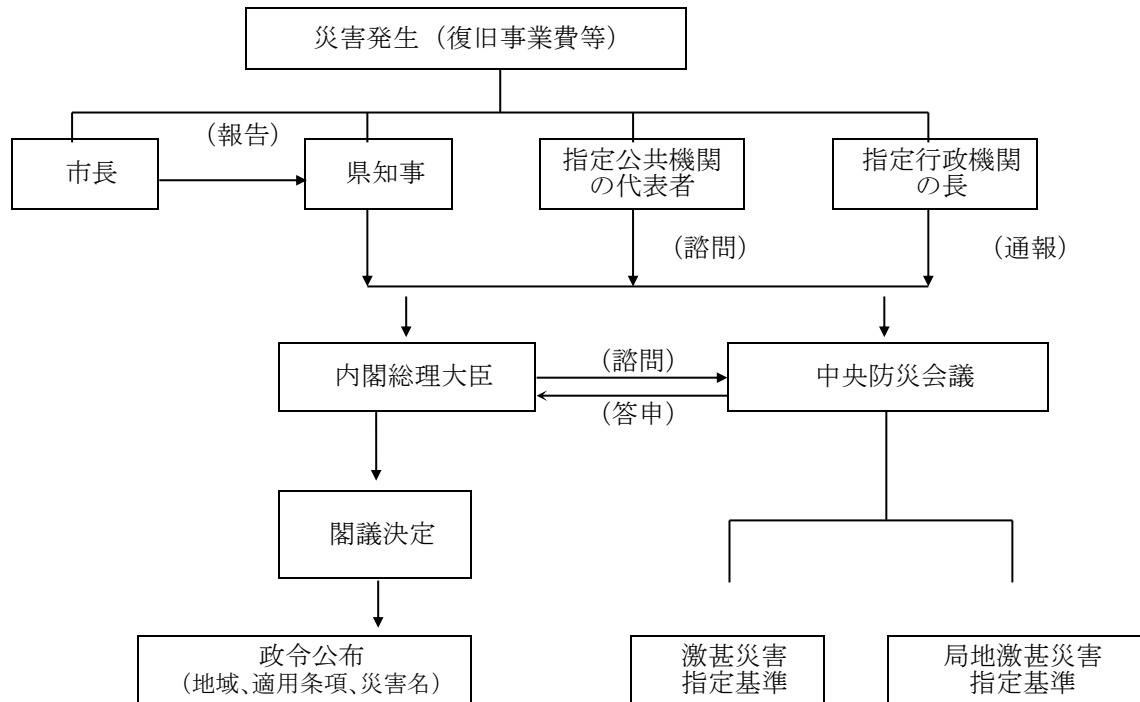 災害発生（復旧事業費等）
（報告）
市長
県知事
指定公共機関
の代表者
指定行政機関
の長
（諮問）
（通報）
内閣総理大臣
（諮問）
（答申）
中央防災会議
閣議決定
政令公布
（地域、適用条項、災害名）
激甚災害
指定基準
局地激甚災害
指定基準